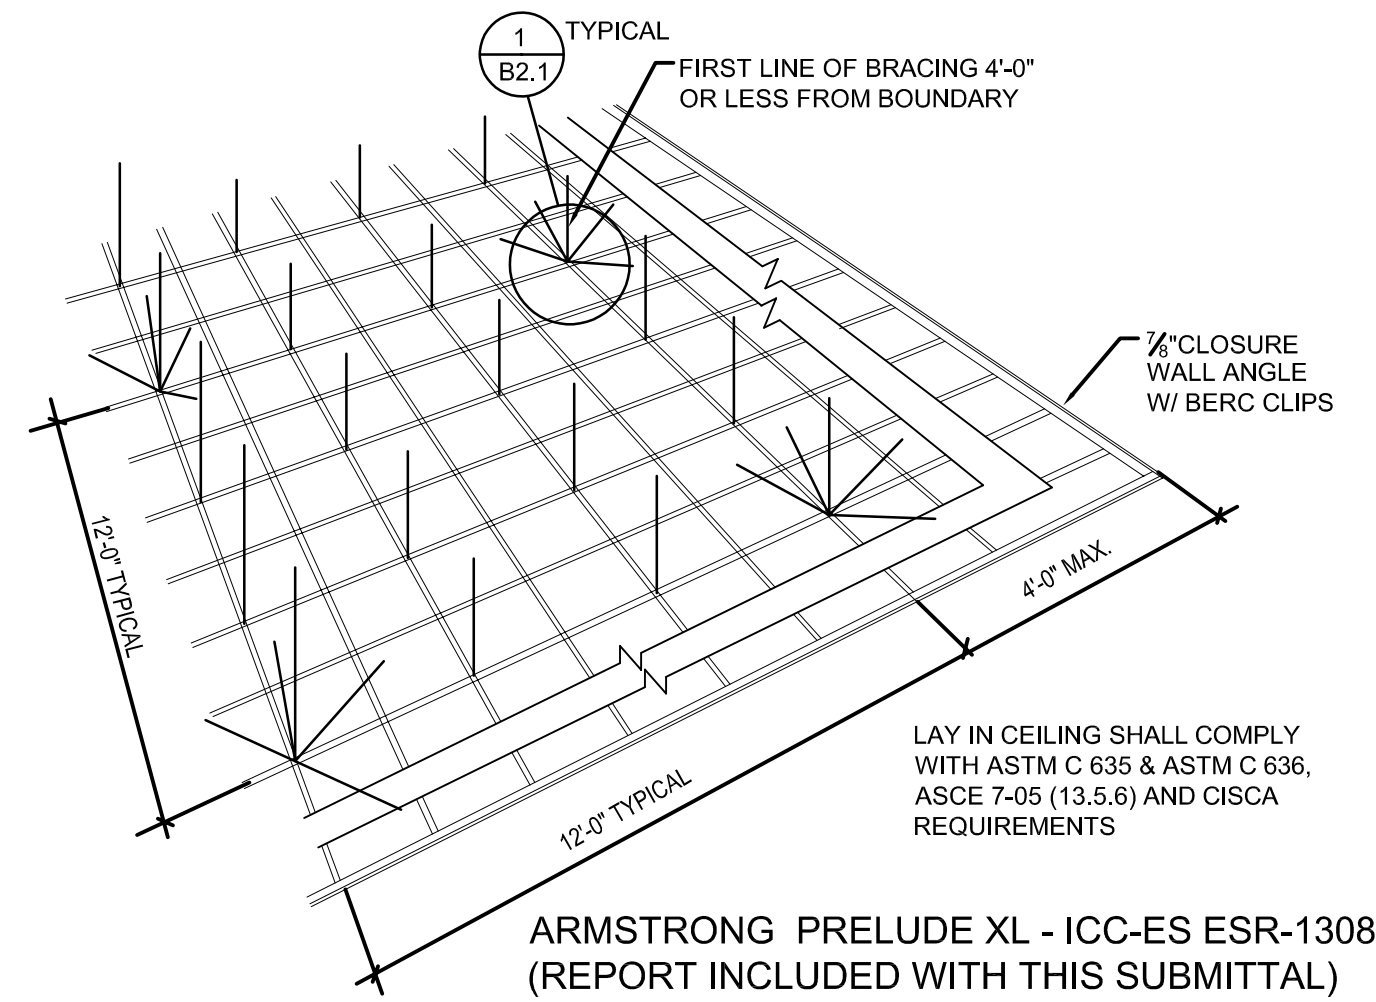 1
B2.1
TYPICAL
FIRST LINE OF BRACING 4'-0"
OR LESS FROM BOUNDARY
7/8"CLOSURE
WALL ANGLE
W/ BERC CLIPS
12'-0" TYPICAL
4'-0" MAX.
12'-0" TYPICAL
LAY IN CEILING SHALL COMPLY
WITH ASTM C 635 & ASTM C 636,
ASCE 7-05 (13.5.6) AND CISCA
REQUIREMENTS
ARMSTRONG PRELUDE XL - ICC-ES ESR-1308
(REPORT INCLUDED WITH THIS SUBMITTAL)